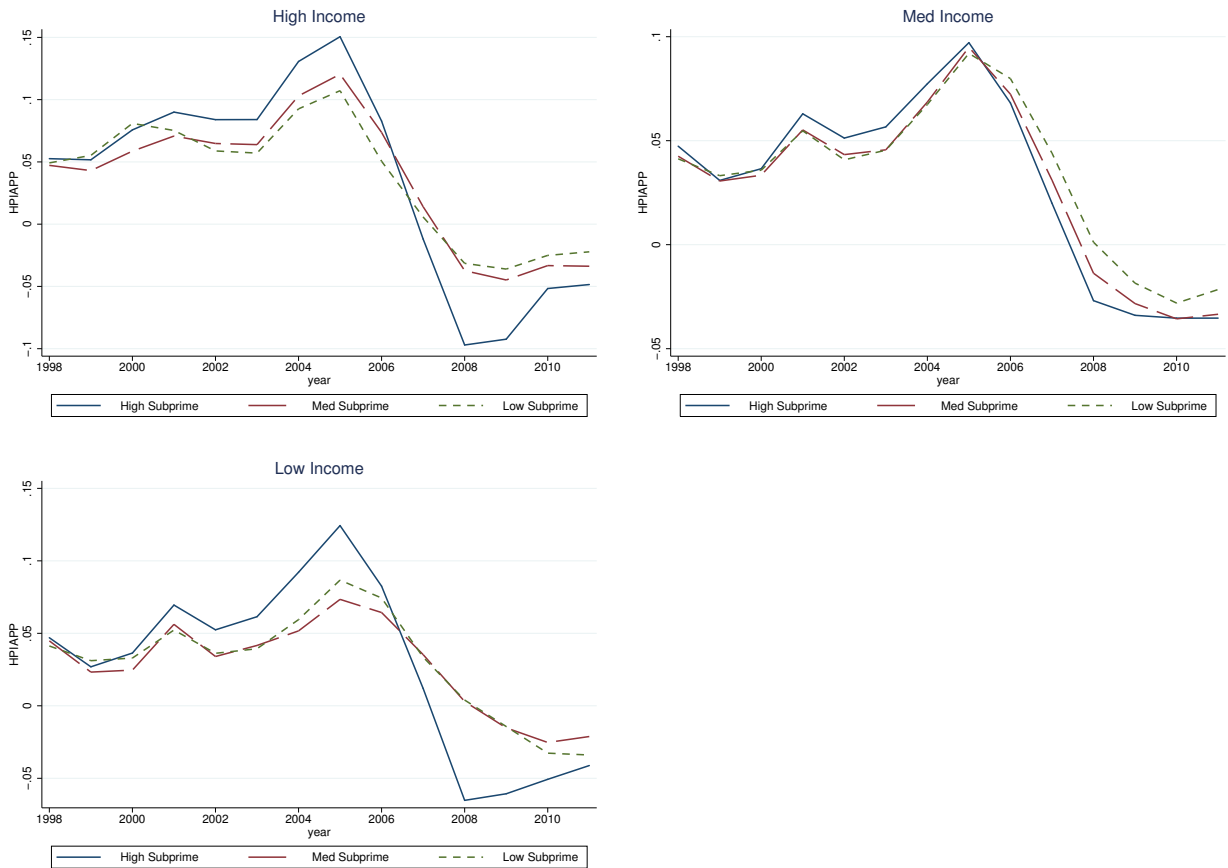 High Income
HPIAPP
.15
.1
.05
0
-.05
-.1
1998 2000 2002 2004 2006 2008 2010
year
High Subprime Med Subprime Low Subprime
Med Income
HPIAPP
.1
.05
0
-.05
1998 2000 2002 2004 2006 2008 2010
year
High Subprime Med Subprime Low Subprime
Low Income
HPIAPP
.15
.1
.05
0
-.05
1998 2000 2002 2004 2006 2008 2010
year
High Subprime Med Subprime Low Subprime